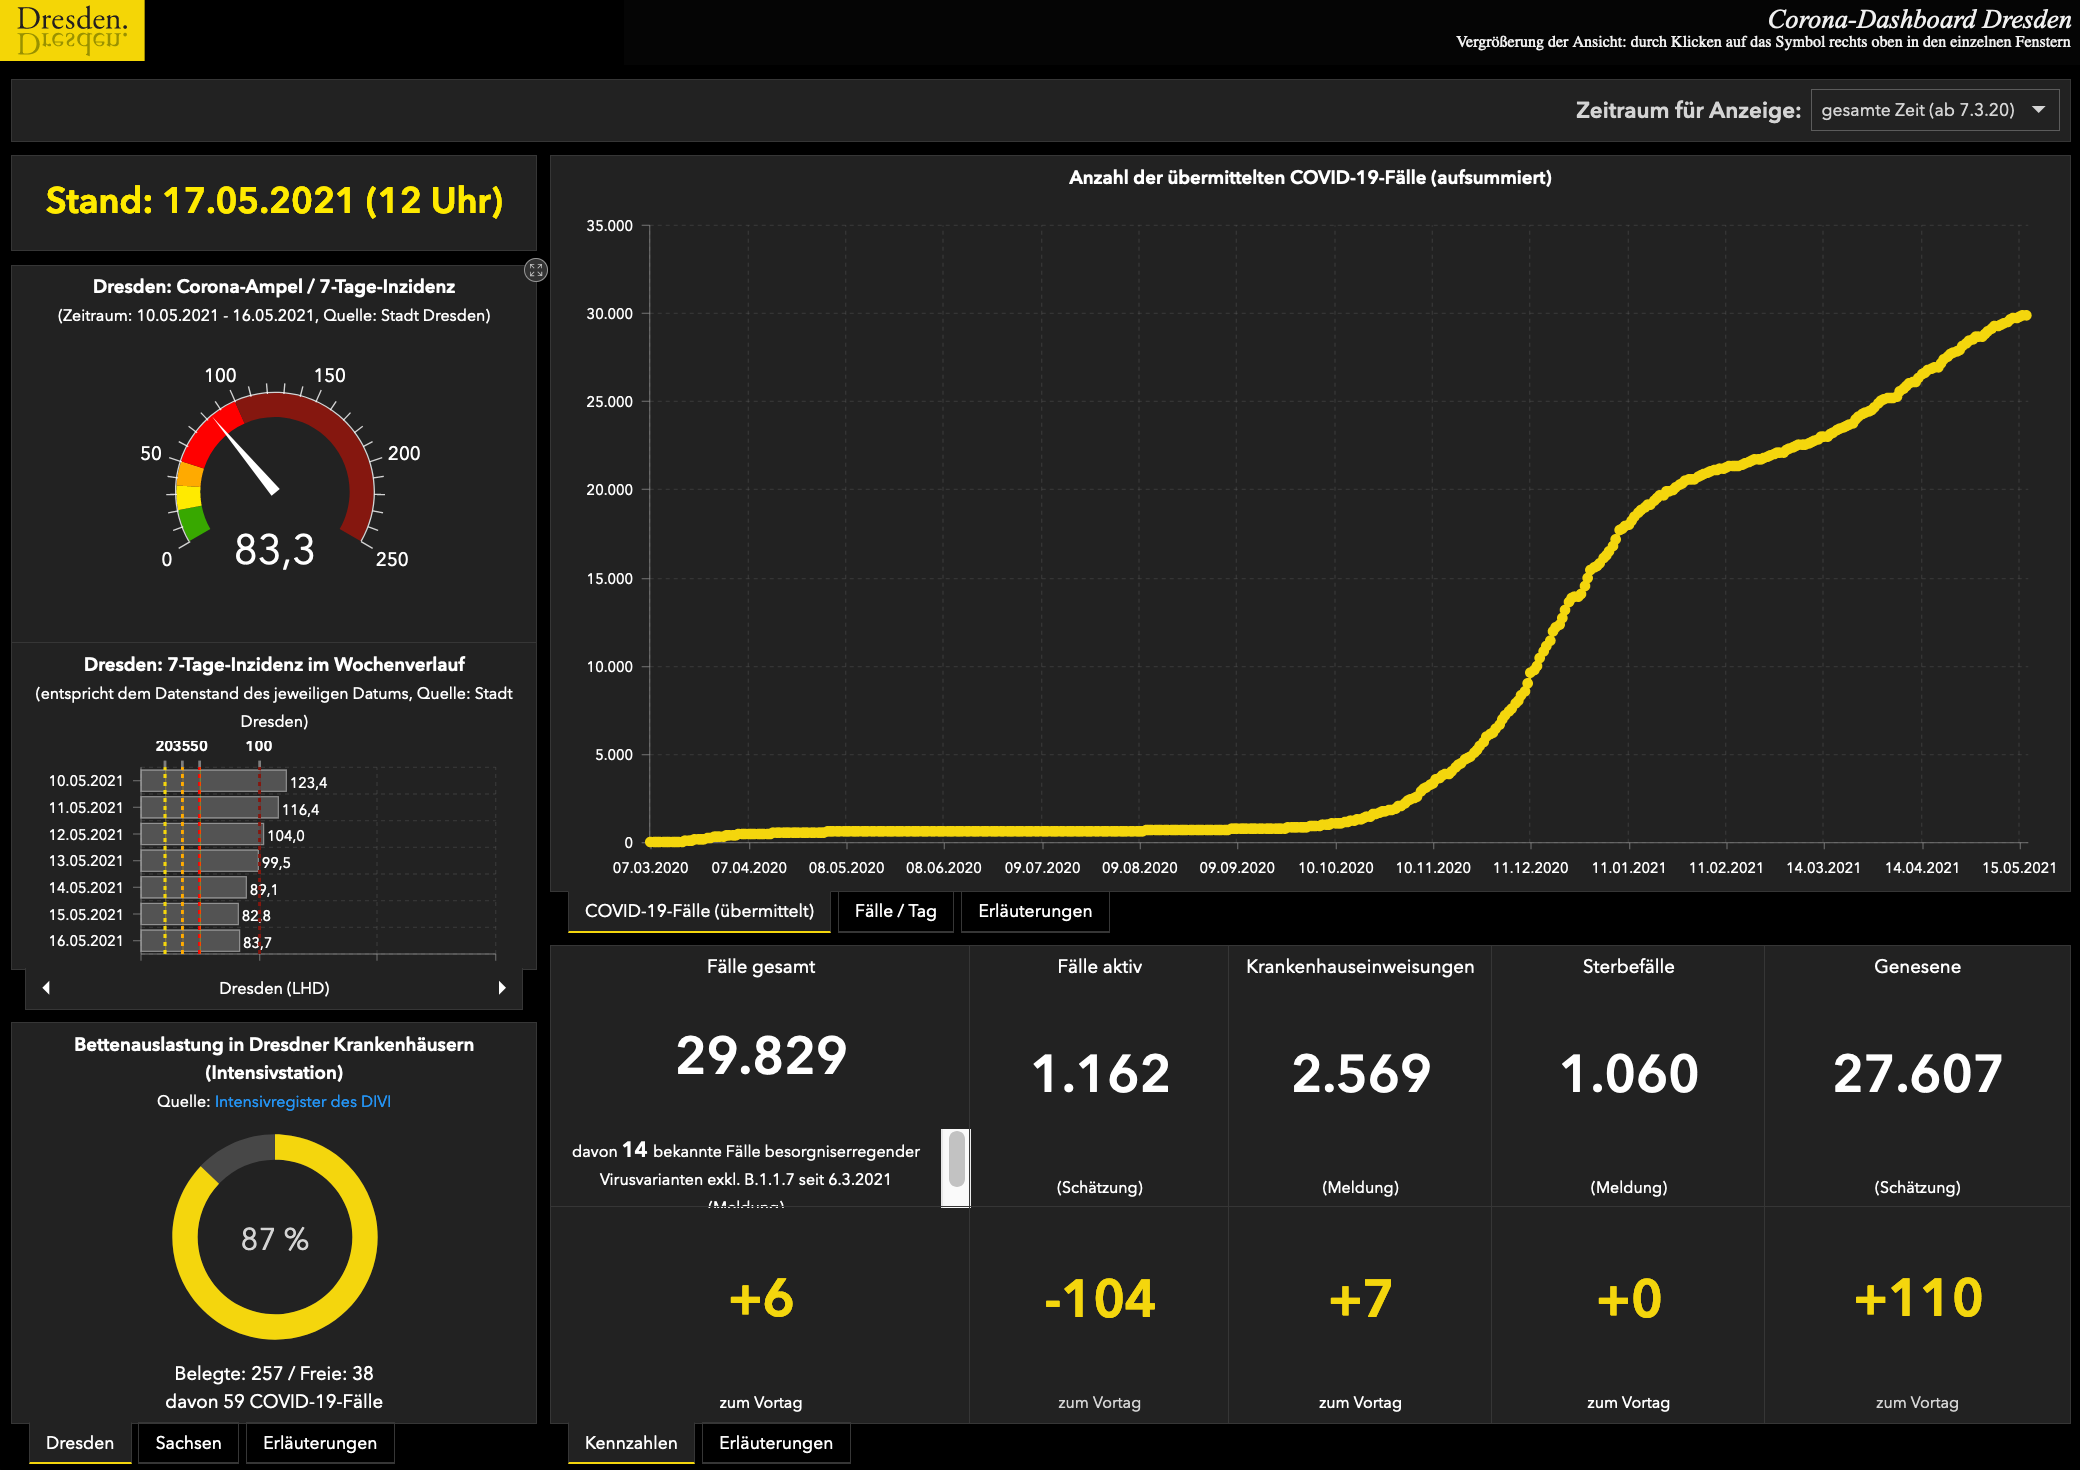 Dresden.
Dresden.
Corona-Dashboard Dresden
Vergrößerung der Ansicht: durch Klicken auf das Symbol rechts oben in den einzelnen Fenstern
Zeitraum für Anzeige: gesamte Zeit (ab 7.3.20)
Stand: 17.05.2021 (12 Uhr)
Dresden: Corona-Ampel / 7-Tage-Inzidenz
(Zeitraum: 10.05.2021 - 16.05.2021, Quelle: Stadt Dresden)
0
50
100
150
200
250
83,3
Dresden: 7-Tage-Inzidenz im Wochenverlauf
(entspricht dem Datenstand des jeweiligen Datums, Quelle: Stadt
Dresden)
203550 100
10.05.2021 123,4
11.05.2021 116,4
12.05.2021 104,0
13.05.2021 99,5
14.05.2021 89,1
15.05.2021 82,8
16.05.2021 83,7
Dresden (LHD)
Bettenauslastung in Dresdner Krankenhäusern
(Intensivstation)
Quelle: Intensivregister des DIVI
87 %
Belegte: 257 / Freie: 38
davon 59 COVID-19-Fälle
Dresden Sachsen Erläuterungen
Anzahl der übermittelten COVID-19-Fälle (aufsummiert)
35.000
30.000
25.000
20.000
15.000
10.000
5.000
0
07.03.2020 07.04.2020 08.05.2020 08.06.2020 09.07.2020 09.08.2020 09.09.2020 10.10.2020 10.11.2020 11.12.2020 11.01.2021 11.02.2021 14.03.2021 14.04.2021 15.05.2021
COVID-19-Fälle (übermittelt) Fälle / Tag Erläuterungen
Fälle gesamt
29.829
davon 14 bekannte Fälle besorgniserregender
Virusvarianten exkl. B.1.1.7 seit 6.3.2021
(Meldung)
+6
zum Vortag
Fälle aktiv
1.162
(Schätzung)
-104
zum Vortag
Krankenhauseinweisungen
2.569
(Meldung)
+7
zum Vortag
Sterbefälle
1.060
(Meldung)
+0
zum Vortag
Genesene
27.607
(Schätzung)
+110
zum Vortag
Kennzahlen Erläuterungen